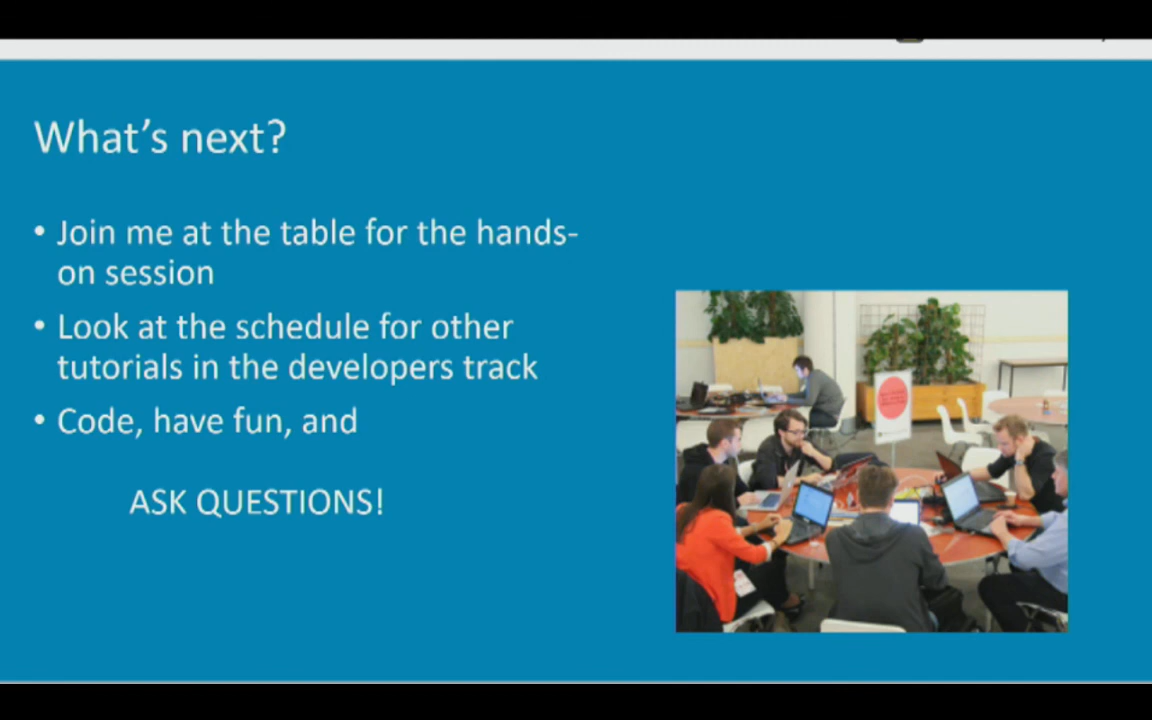 What's next?
• Join me at the table for the hands-
on session
• Look at the schedule for other
tutorials in the developers track
• Code, have fun, and
ASK QUESTIONS!